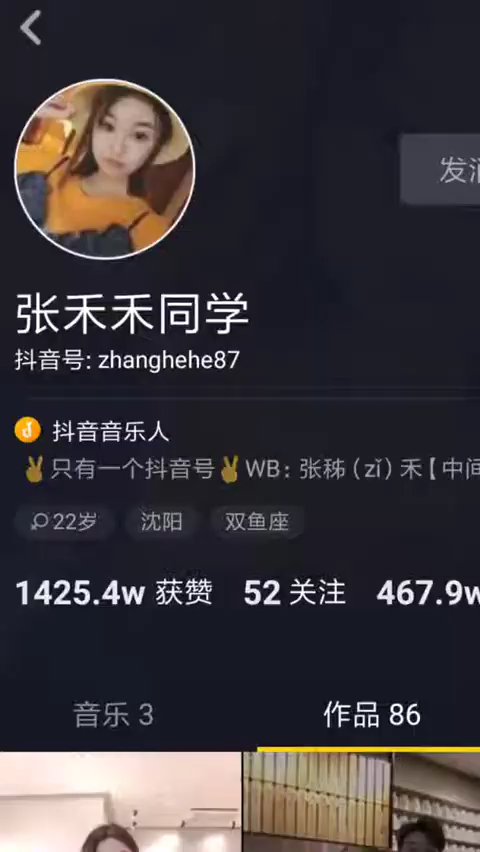 发消
张禾禾同学
抖音号: zhanghehe87
抖音音乐人
✌只有一个抖音号✌WB: 张秭（zǐ）禾【中间
22岁 沈阳 双鱼座
1425.4w 获赞 52 关注 467.9w
音乐 3 作品 86